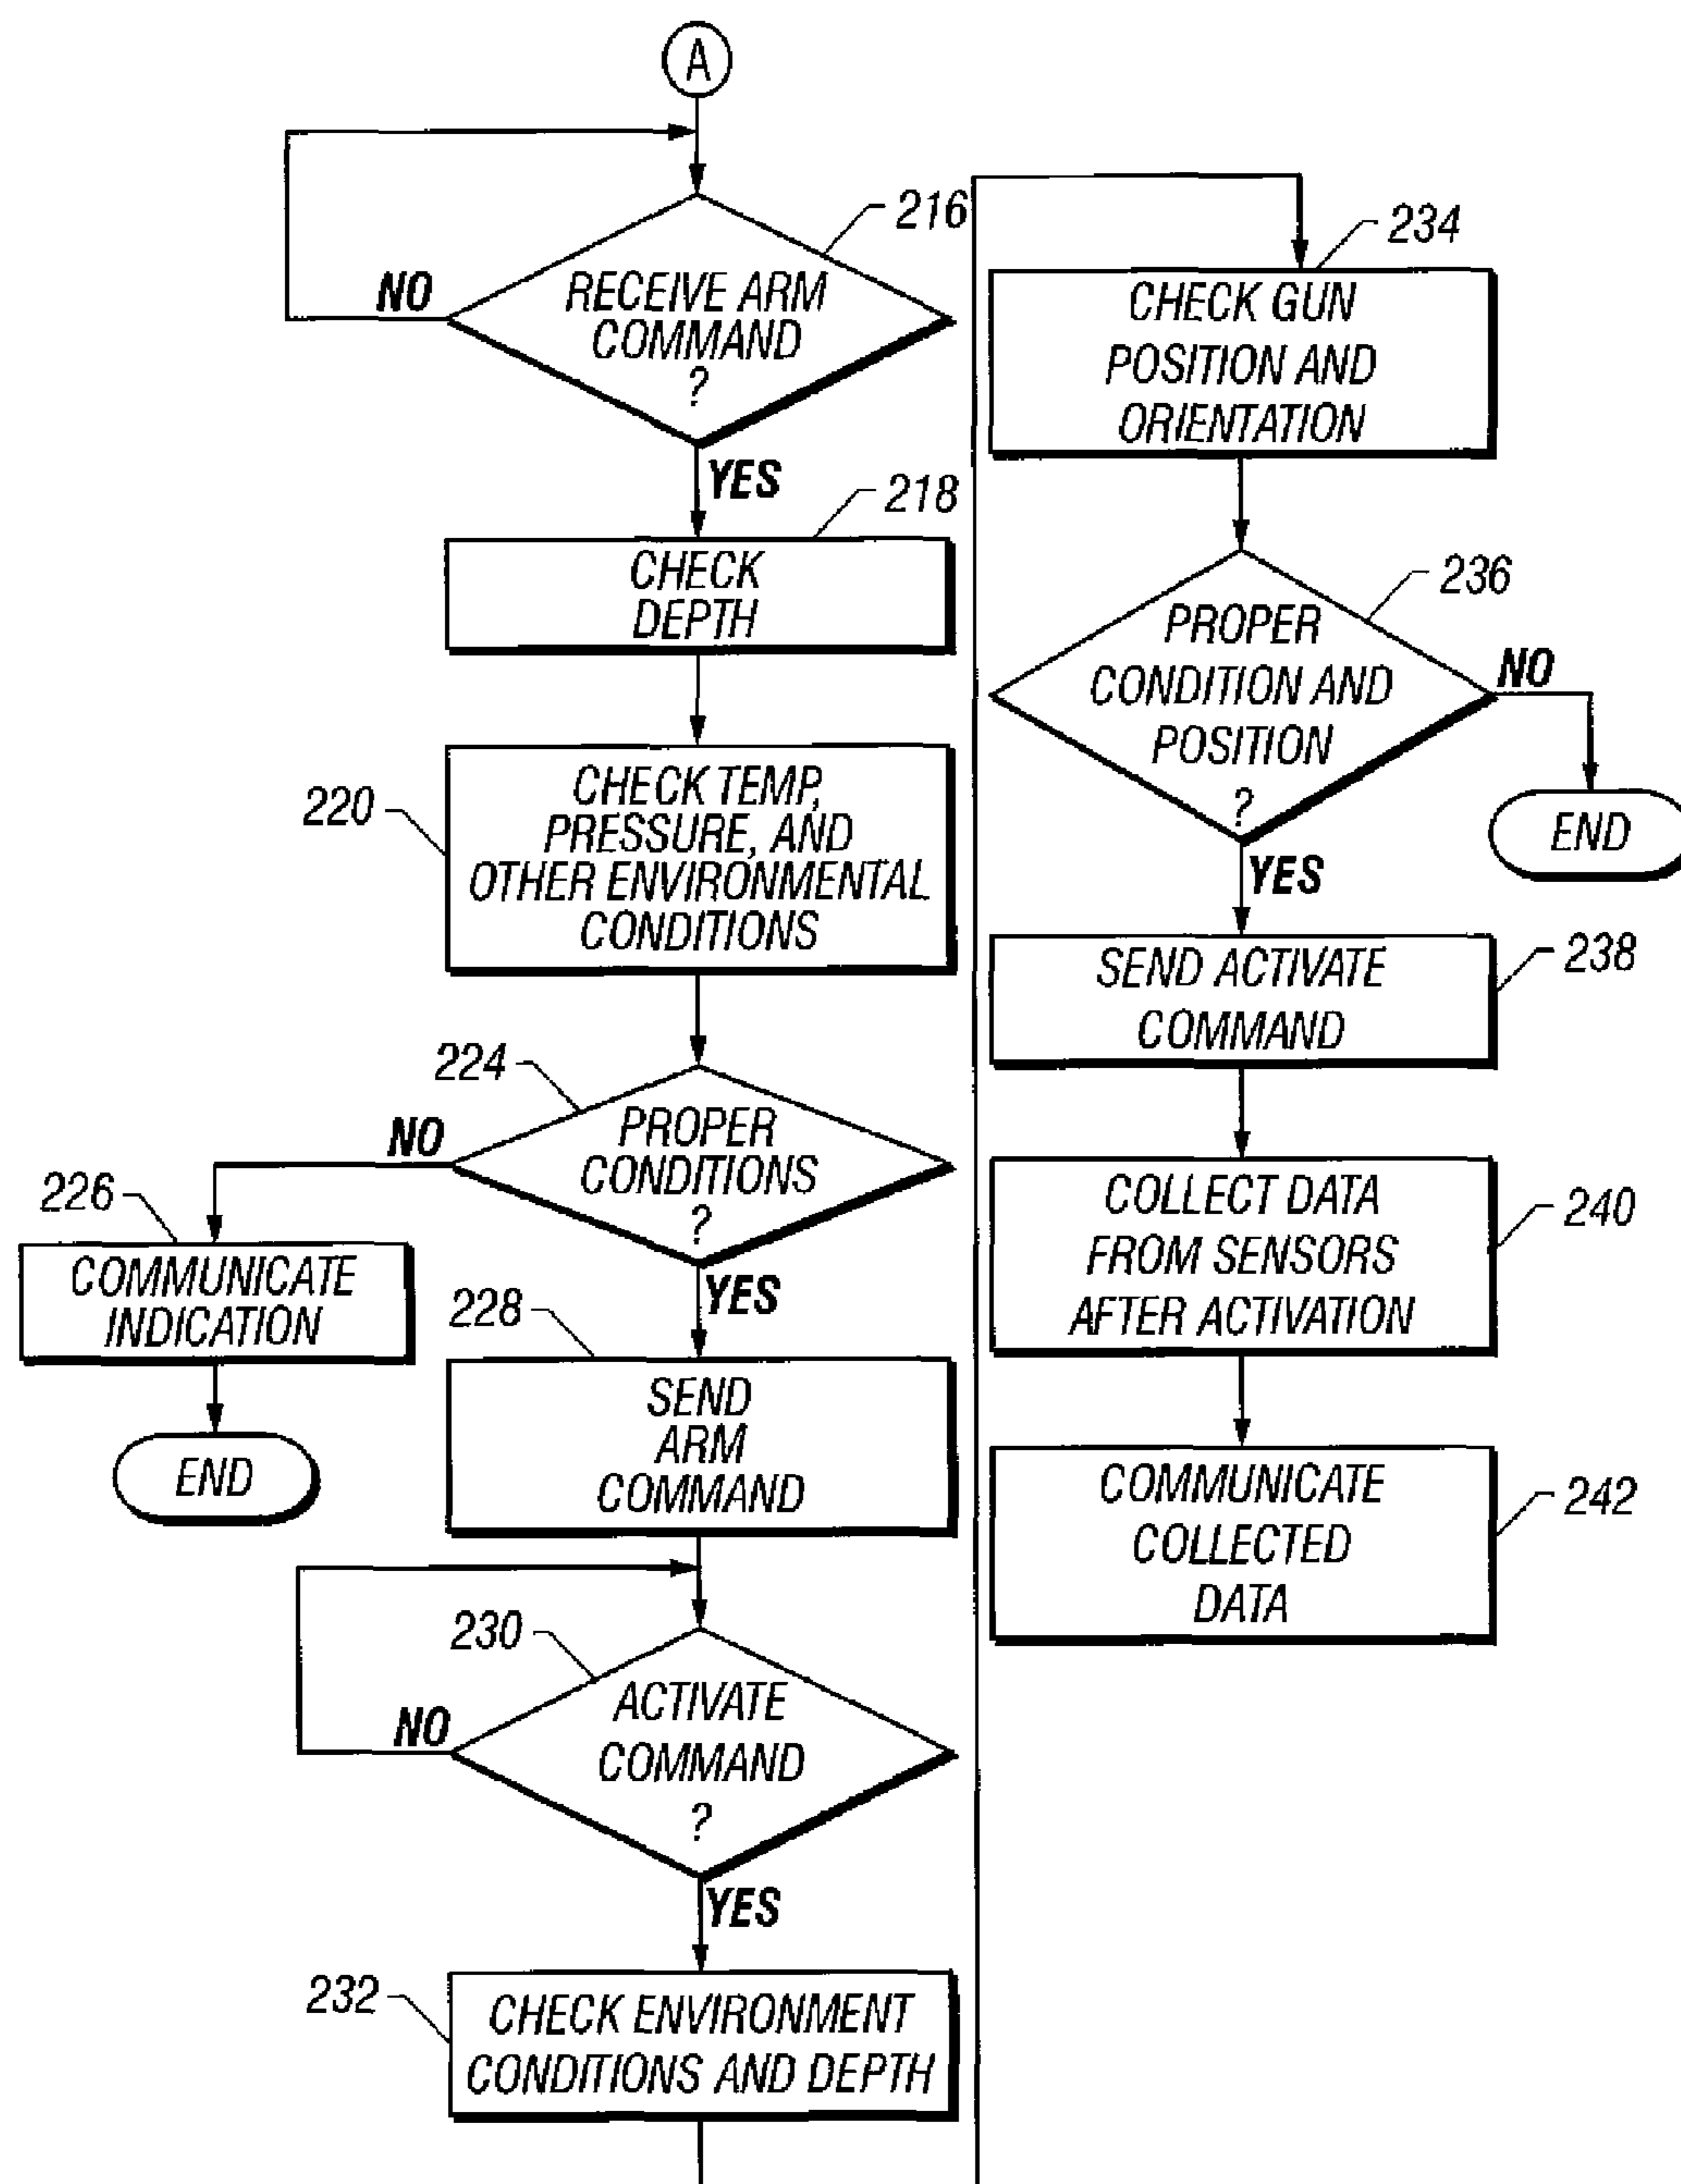 A
216
RECEIVE ARM
COMMAND
?
NO
YES
218
CHECK
DEPTH
220
CHECK TEMP,
PRESSURE, AND
OTHER ENVIRONMENTAL
CONDITIONS
224
PROPER
CONDITIONS
?
NO
226
COMMUNICATE
INDICATION
END
YES
228
SEND
ARM
COMMAND
230
ACTIVATE
COMMAND
?
NO
YES
232
CHECK ENVIRONMENT
CONDITIONS AND DEPTH
234
CHECK GUN
POSITION AND
ORIENTATION
236
PROPER
CONDITION AND
POSITION
?
NO
END
YES
238
SEND ACTIVATE
COMMAND
240
COLLECT DATA
FROM SENSORS
AFTER ACTIVATION
242
COMMUNICATE
COLLECTED
DATA